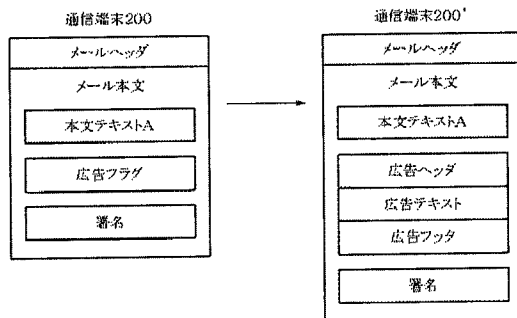 通信端末200
メールヘッダ
メール本文
本文テキストA
広告フラグ
署名
通信端末200'
メールヘッダ
メール本文
本文テキストA
広告ヘッダ
広告テキスト
広告フッタ
署名